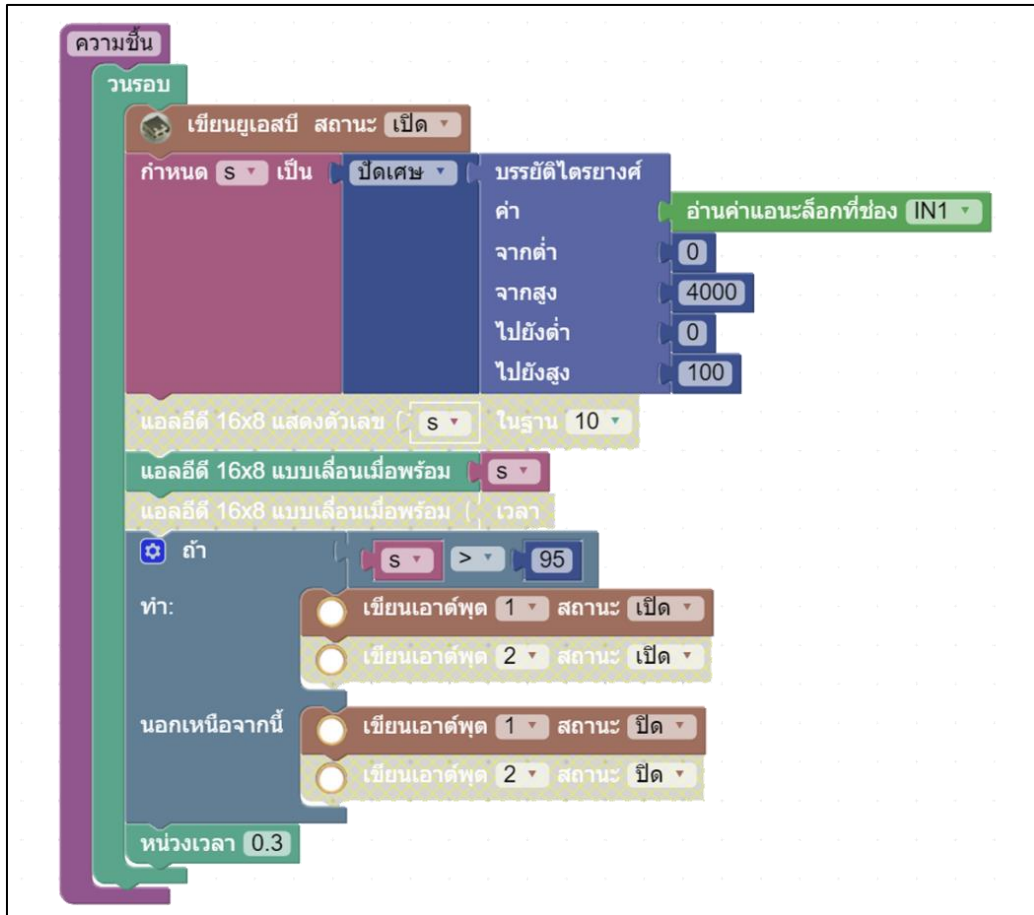 ความชื้น
วนรอบ
เขียนยูเอสบี สถานะ เปิด
กำหนด s เป็น ปัดเศษ บรรยัติไตรยางศ์
ค่า อ่านค่าแอนะล็อกที่ช่อง IN1
จากต่ำ 0
จากสูง 4000
ไปยังต่ำ 0
ไปยังสูง 100
แอลอีดี 16x8 แสดงตัวเลข s ในฐาน 10
แอลอีดี 16x8 แบบเลื่อนเมื่อพร้อม s
แอลอีดี 16x8 แบบเลื่อนเมื่อพร้อม เวลา
ถ้า s > 95
ทำ: เขียนเอาต์พุต 1 สถานะ เปิด
เขียนเอาต์พุต 2 สถานะ เปิด
นอกเหนือจากนี้ เขียนเอาต์พุต 1 สถานะ ปิด
เขียนเอาต์พุต 2 สถานะ ปิด
หน่วงเวลา 0.3